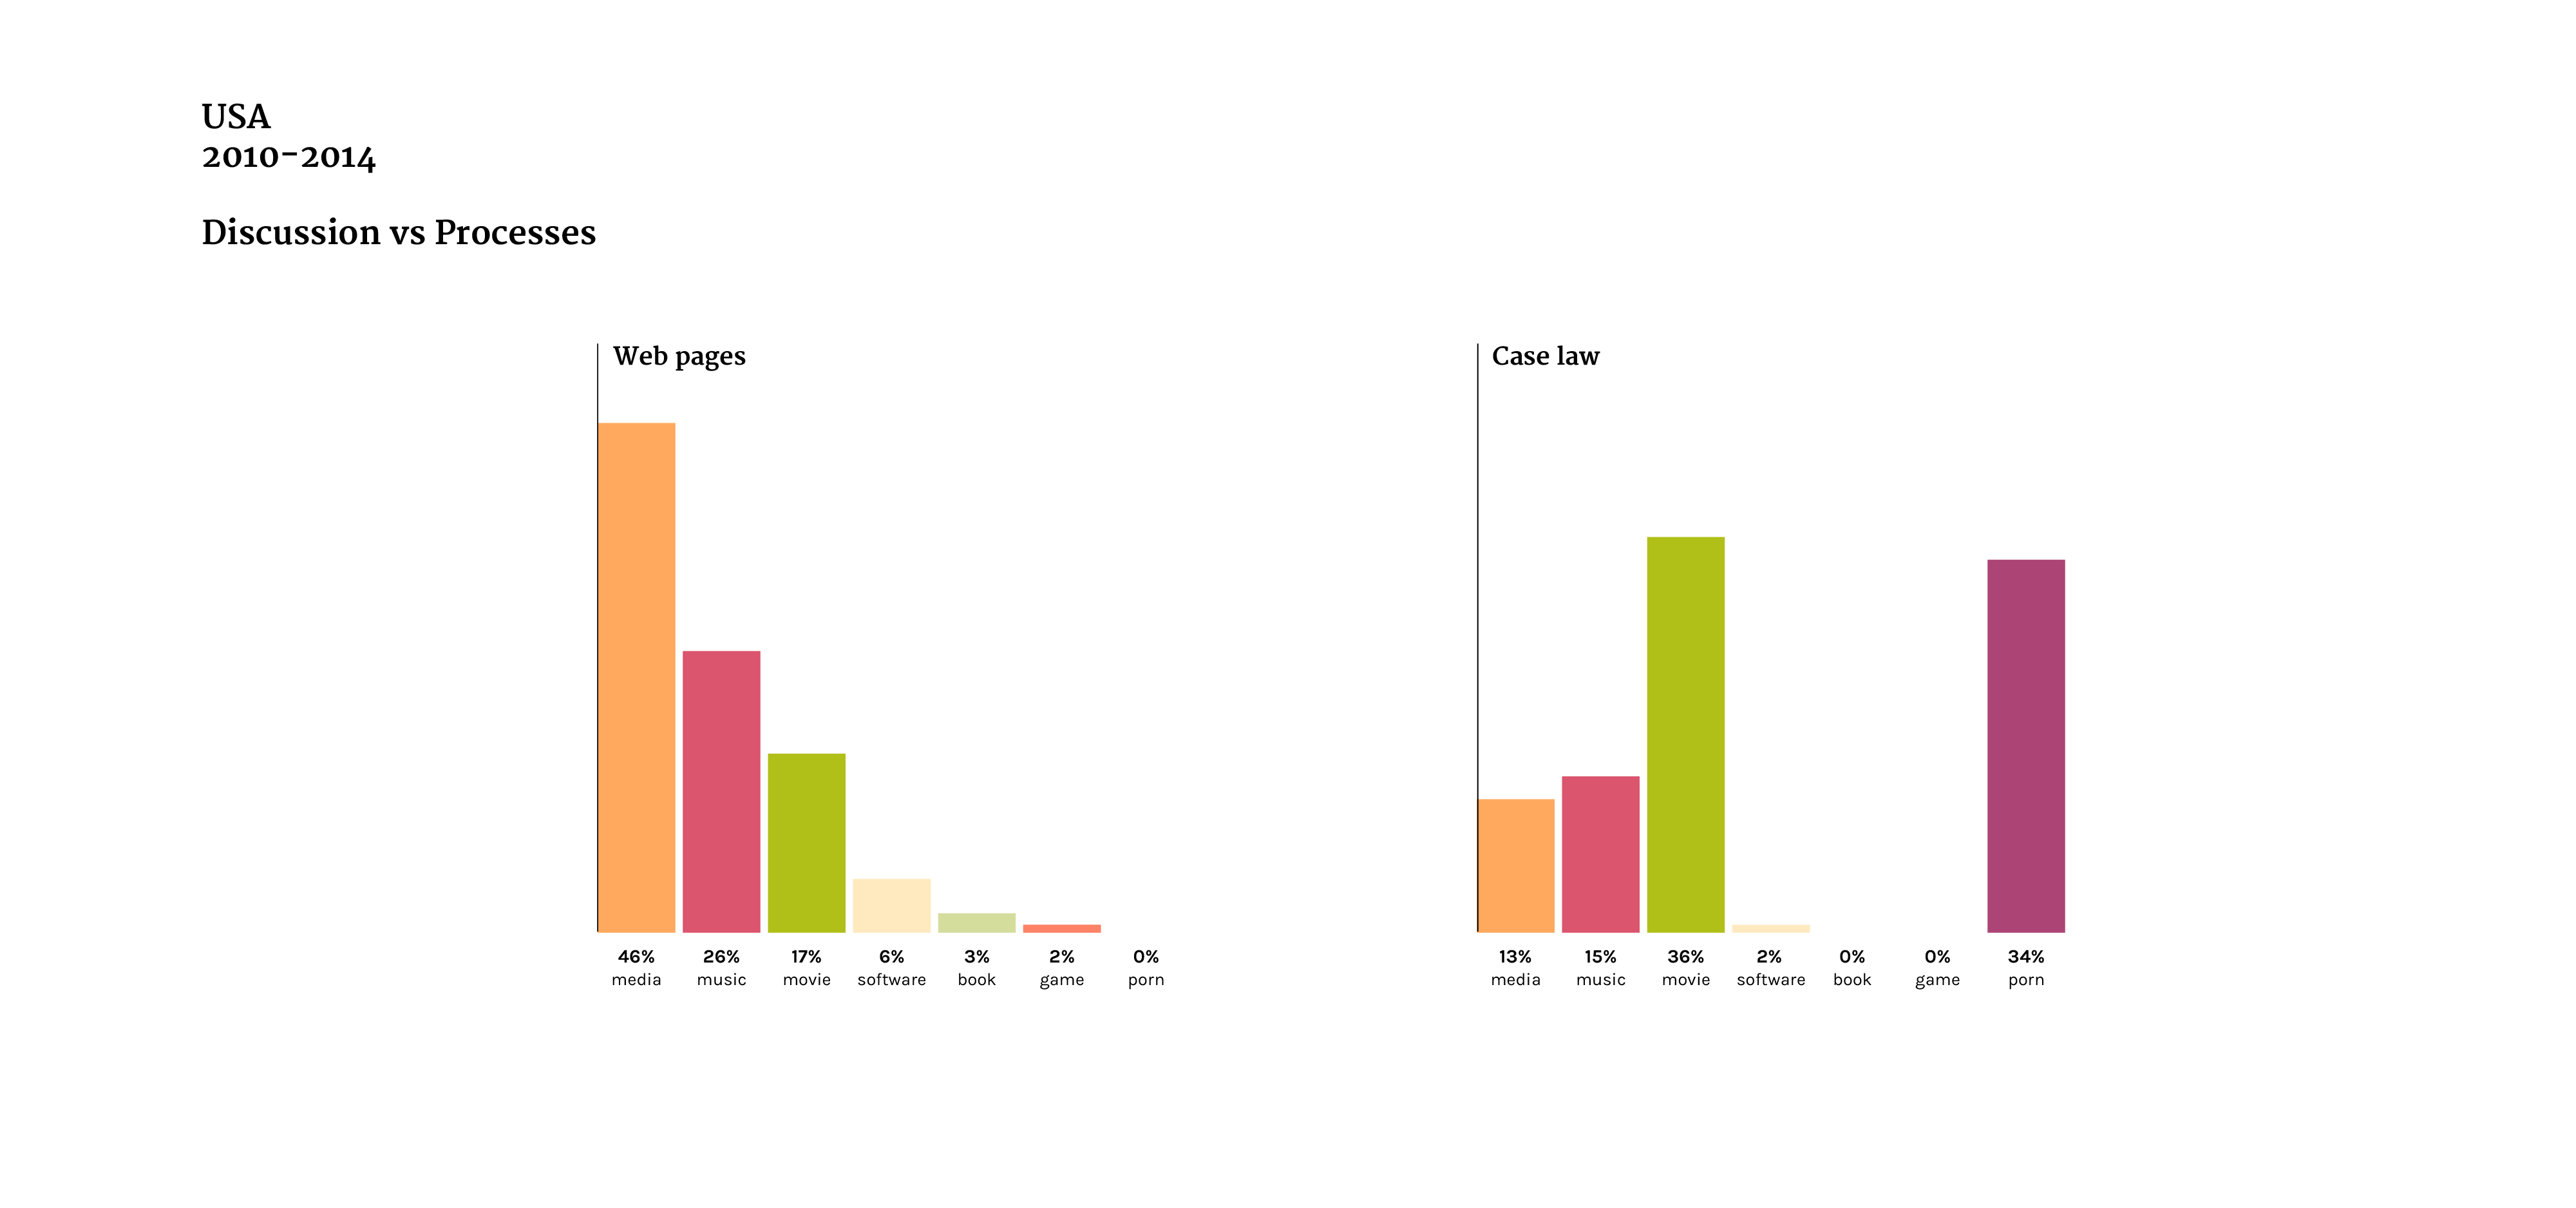 USA
2010-2014
Discussion vs Processes
Web pages
46% 26% 17% 6% 3% 2% 0%
media music movie software book game porn
Case law
13% 15% 36% 2% 0% 0% 34%
media music movie software book game porn